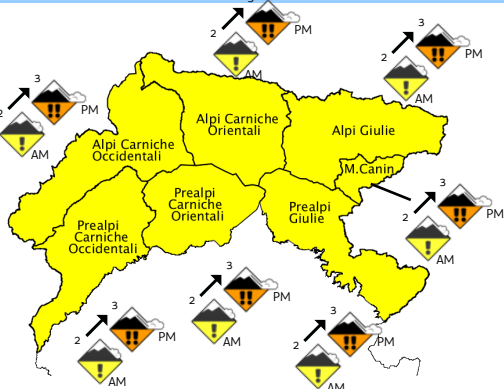 2
PM
AM
3
2
PM
AM
3
2
PM
AM
Alpi Carniche
Orientali
Alpi Giulie
Alpi Carniche
Occidentali
M.Canin
3
2
PM
AM
Prealpi
Carniche
Orientali
Prealpi
Giulie
Prealpi
Carniche
Occidentali
3
2
PM
AM
3
2
PM
AM
3
2
PM
AM